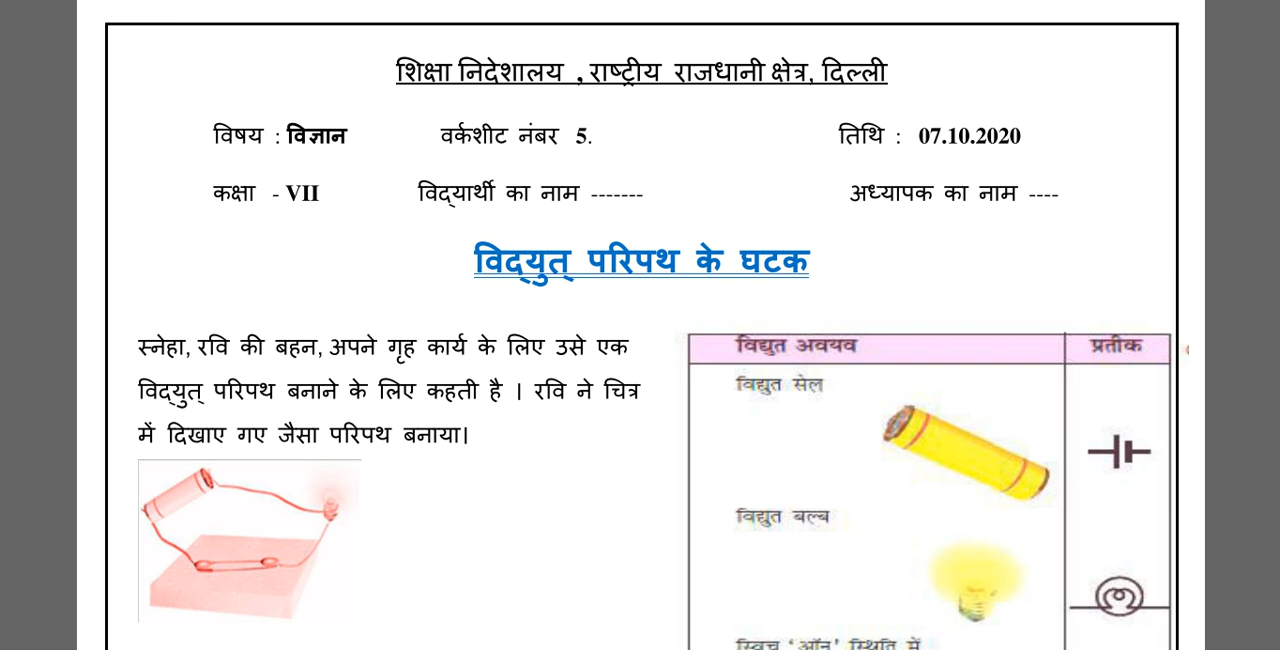 शिक्षा निदेशालय , राष्ट्रीय राजधानी क्षेत्र, दिल्ली
विषय : विज्ञान वर्कशीट नंबर 5. तिथि : 07.10.2020
कक्षा - VII विद्यार्थी का नाम ------- अध्यापक का नाम ----
विद्युत् परिपथ के घटक
स्नेहा, रवि की बहन, अपने गृह कार्य के लिए उसे एक
विद्युत् परिपथ बनाने के लिए कहती है । रवि ने चित्र
में दिखाए गए जैसा परिपथ बनाया।
विद्युत अवयव प्रतीक
विद्युत सेल
विद्युत बल्ब
स्विच ‘ऑन’ स्थिति में